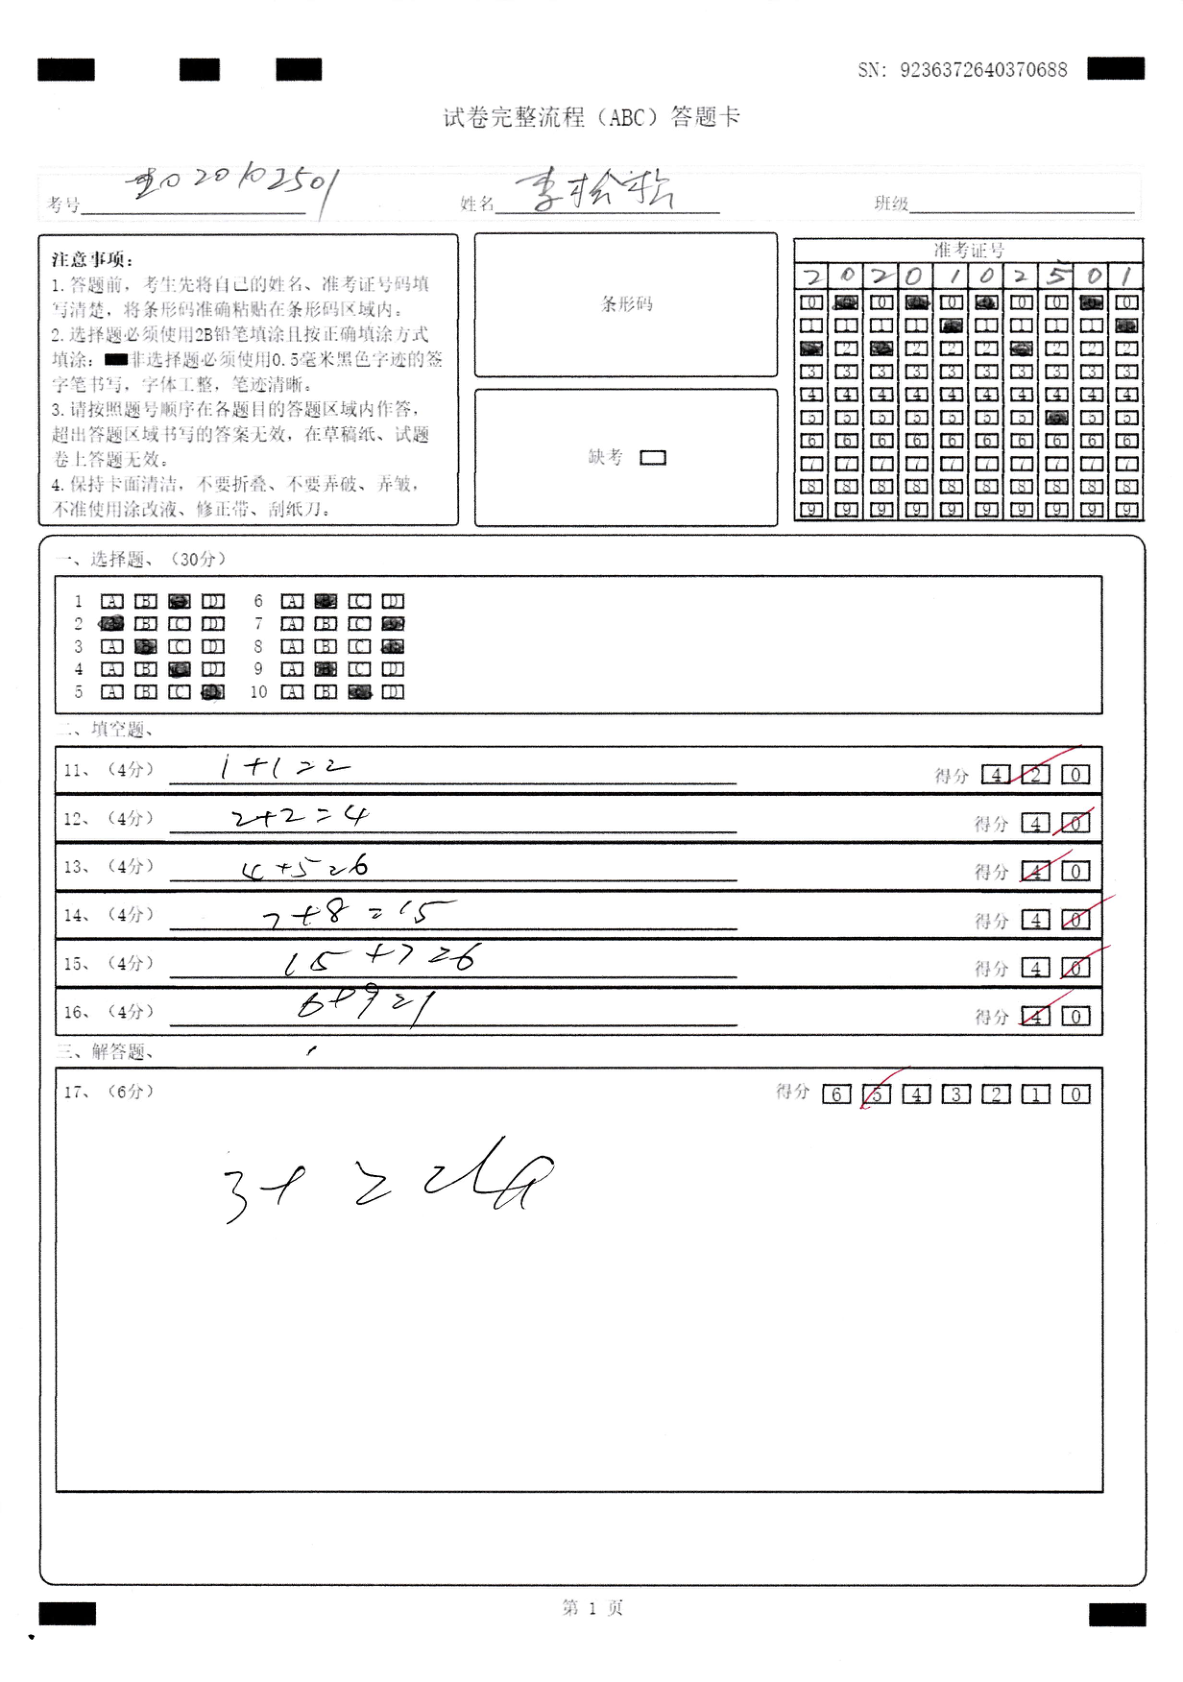 SN: 9236372640370688
试卷完整流程（ABC）答题卡
考号 2020102501 姓名 李松松 班级
注意事项：
1.答题前，考生先将自己的姓名、准考证号码填
写清楚，将条形码准确粘贴在条形码区域内。
2.选择题必须使用2B铅笔填涂且按正确填涂方式
填涂：非选择题必须使用0.5毫米黑色字迹的签
字笔书写，字体工整，笔迹清晰。
3.请按照题号顺序在各题目的答题区域内作答，
超出答题区域书写的答案无效，在草稿纸、试题
卷上答题无效。
4.保持卡面清洁，不要折叠、不要弄破、弄皱，
不准使用涂改液、修正带、刮纸刀。
条形码
缺考
准考证号
2 0 2 0 1 0 2 5 0 1
0 0 0 0 0 0
1 1 1 1 1 1 1 1
2 2 2 2 2 2 2
3 3 3 3 3 3 3 3 3 3
4 4 4 4 4 4 4 4 4 4
5 5 5 5 5 5 5 5 5
6 6 6 6 6 6 6 6 6 6
7 7 7 7 7 7 7 7 7 7
8 8 8 8 8 8 8 8 8 8
9 9 9 9 9 9 9 9 9 9
一、选择题、（30分）
1 A B D 6 A C D
2 B C D 7 A B C
3 A B C D 8 A B C
4 A B D 9 A B C D
5 A B C 10 A B D
二、填空题、
11、（4分） 1+1=2 得分 4 2 0
12、（4分） 2+2=4 得分 4 0
13、（4分） 4+5=6 得分 4 0
14、（4分） 7+8=15 得分 4 0
15、（4分） 15+7=6 得分 4 0
16、（4分） 6+9=1 得分 4 0
三、解答题、
17、（6分） 得分 6 5 4 3 2 1 0
第 1 页